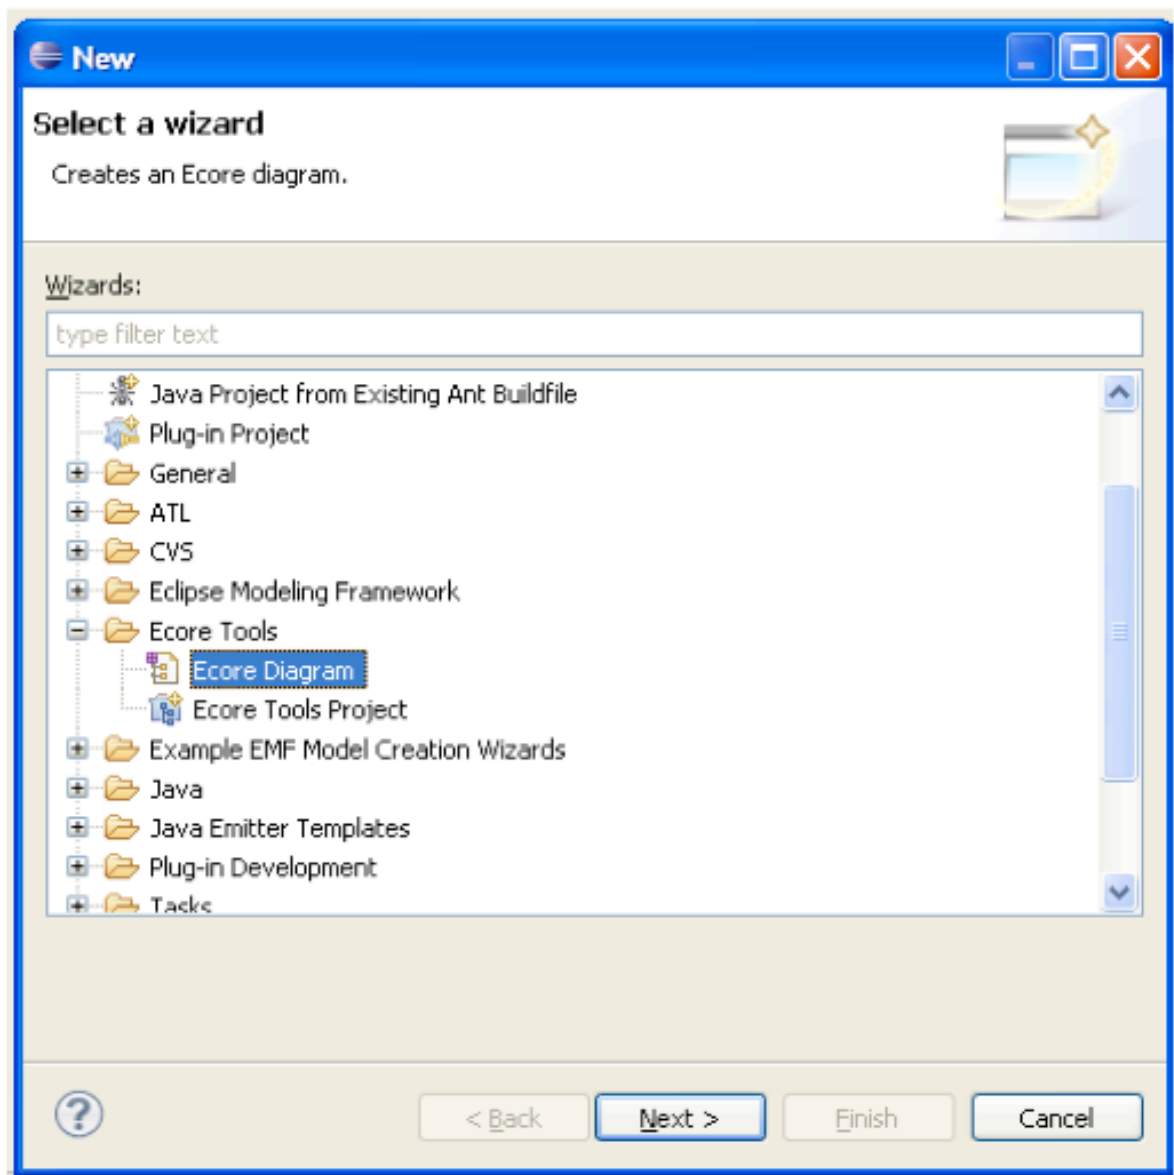 New
Select a wizard
Creates an Ecore diagram.
Wizards:
type filter text
Java Project from Existing Ant Buildfile
Plug-in Project
General
ATL
CVS
Eclipse Modeling Framework
Ecore Tools
Ecore Diagram
Ecore Tools Project
Example EMF Model Creation Wizards
Java
Java Emitter Templates
Plug-in Development
Tasks
< Back Next > Finish Cancel